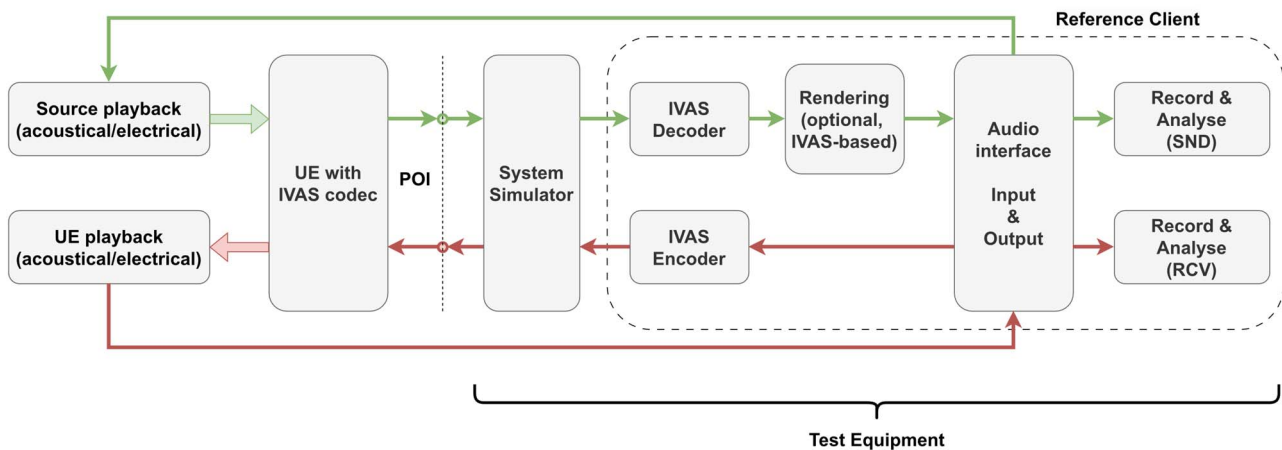 Reference Client
Source playback
(acoustical/electrical)
UE with
IVAS codec
POI
System
Simulator
IVAS
Decoder
Rendering
(optional,
IVAS-based)
Audio
interface
Input
&
Output
Record &
Analyse
(SND)
UE playback
(acoustical/electrical)
IVAS
Encoder
Record &
Analyse
(RCV)
Test Equipment